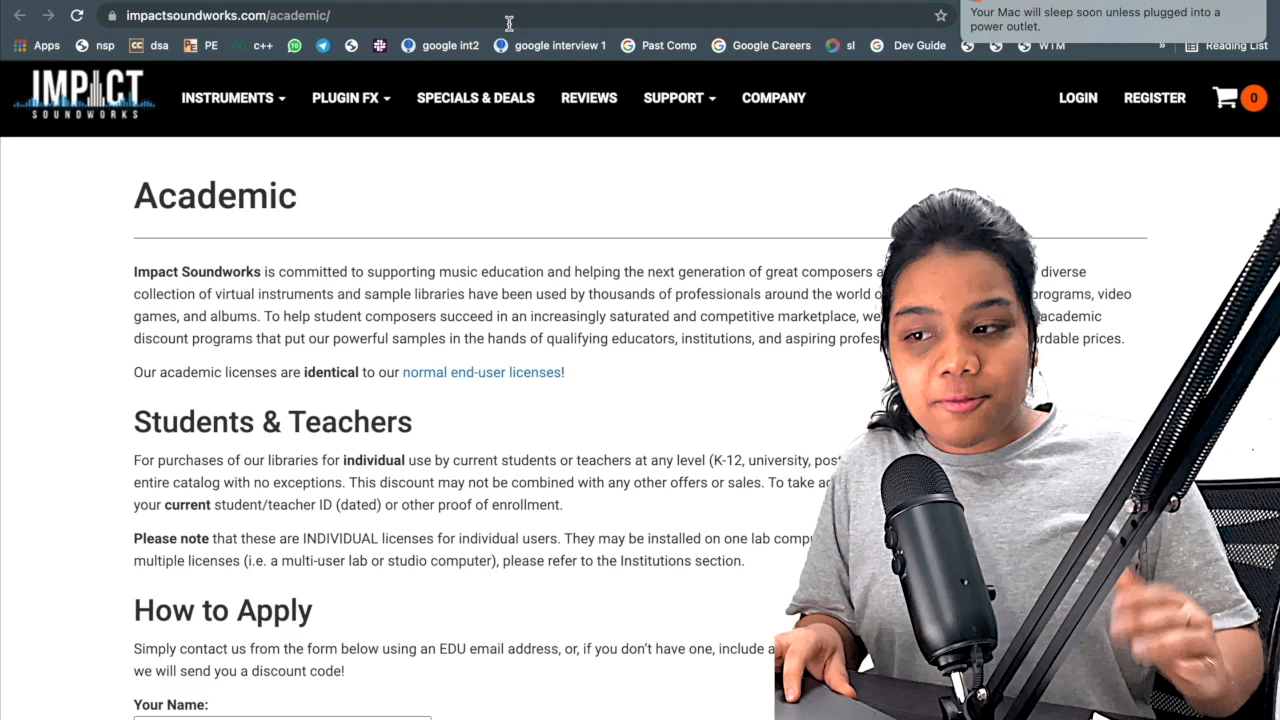 impactsoundworks.com/academic/
Your Mac will sleep soon unless plugged into a
power outlet.
Apps nsp dsa PE c++ google int2 google interview 1 Past Comp Google Careers sl Dev Guide WTM » Reading List
IMPACT
SOUNDWORKS
INSTRUMENTS PLUGIN FX SPECIALS & DEALS REVIEWS SUPPORT COMPANY LOGIN REGISTER 0
Academic
Impact Soundworks is committed to supporting music education and helping the next generation of great composers diverse
collection of virtual instruments and sample libraries have been used by thousands of professionals around the world programs, video
games, and albums. To help student composers succeed in an increasingly saturated and competitive marketplace, we academic
discount programs that put our powerful samples in the hands of qualifying educators, institutions, and aspiring prices.
Our academic licenses are identical to our normal end-user licenses!
Students & Teachers
For purchases of our libraries for individual use by current students or teachers at any level (K-12, university,
entire catalog with no exceptions. This discount may not be combined with any other offers or sales. To take
your current student/teacher ID (dated) or other proof of enrollment.
Please note that these are INDIVIDUAL licenses for individual users. They may be installed on one lab
multiple licenses (i.e. a multi-user lab or studio computer), please refer to the Institutions section.
How to Apply
Simply contact us from the form below using an EDU email address, or, if you don't have one, include
we will send you a discount code!
Your Name: